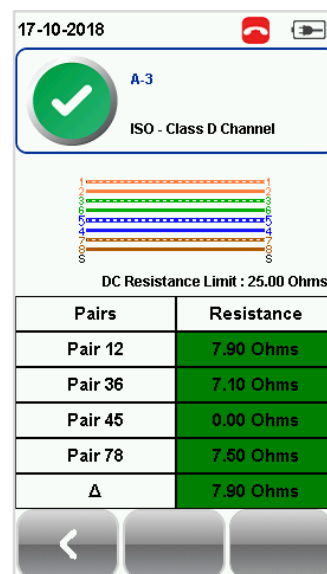 17-10-2018
A-3
ISO - Class D Channel
1 1
2 2
3 3
6 6
5 5
4 4
7 7
8 8
S S
DC Resistance Limit : 25.00 Ohms
Pairs Resistance
Pair 12 7.90 Ohms
Pair 36 7.10 Ohms
Pair 45 0.00 Ohms
Pair 78 7.50 Ohms
Δ 7.90 Ohms